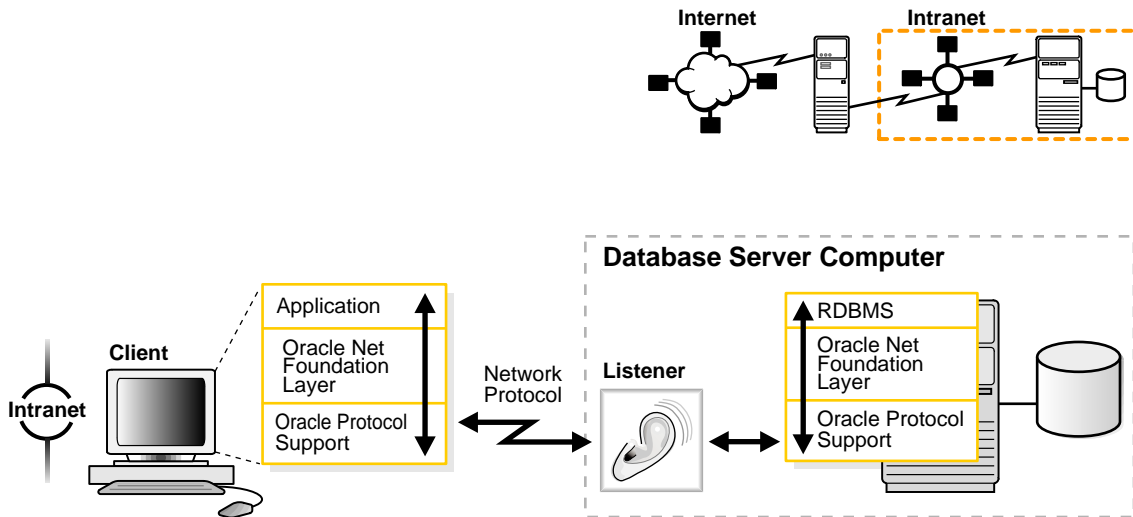 Internet
Intranet
Database Server Computer
Application
Oracle Net
Foundation
Layer
Oracle Protocol
Support
Client
Intranet
Network
Protocol
Listener
RDBMS
Oracle Net
Foundation
Layer
Oracle Protocol
Support